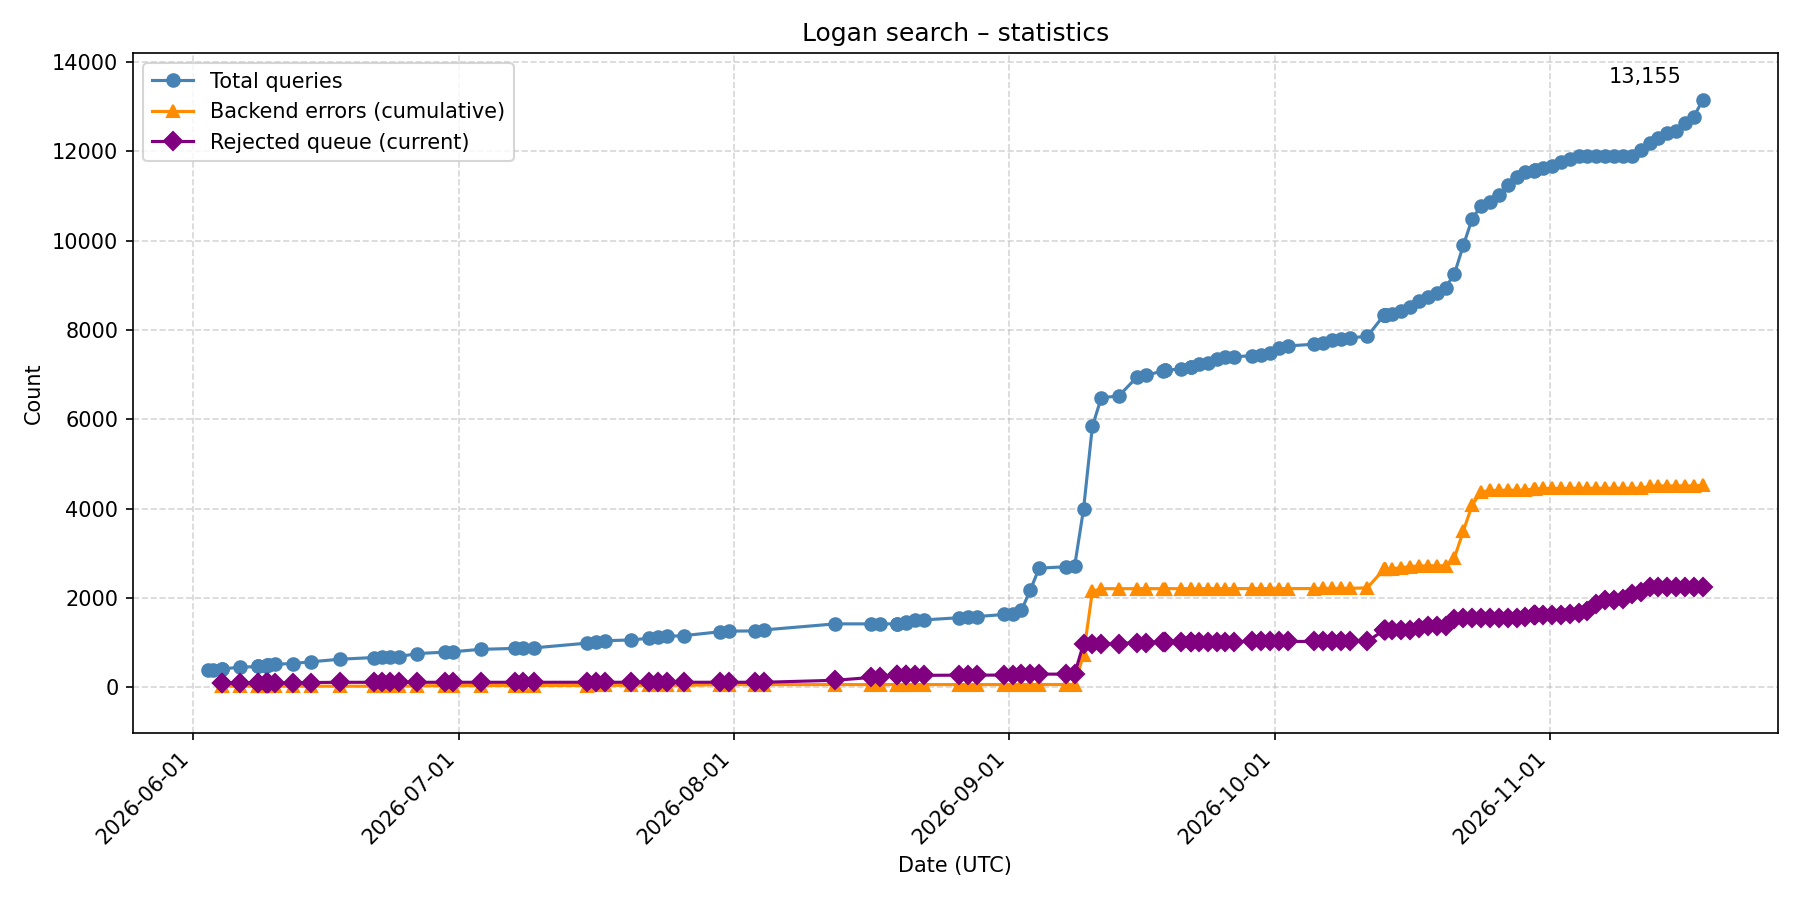 Logan search – statistics
14000
12000
10000
8000
6000
4000
2000
0
Count
Total queries
Backend errors (cumulative)
Rejected queue (current)
13,155
2026-06-01
2026-07-01
2026-08-01
2026-09-01
2026-10-01
2026-11-01
Date (UTC)